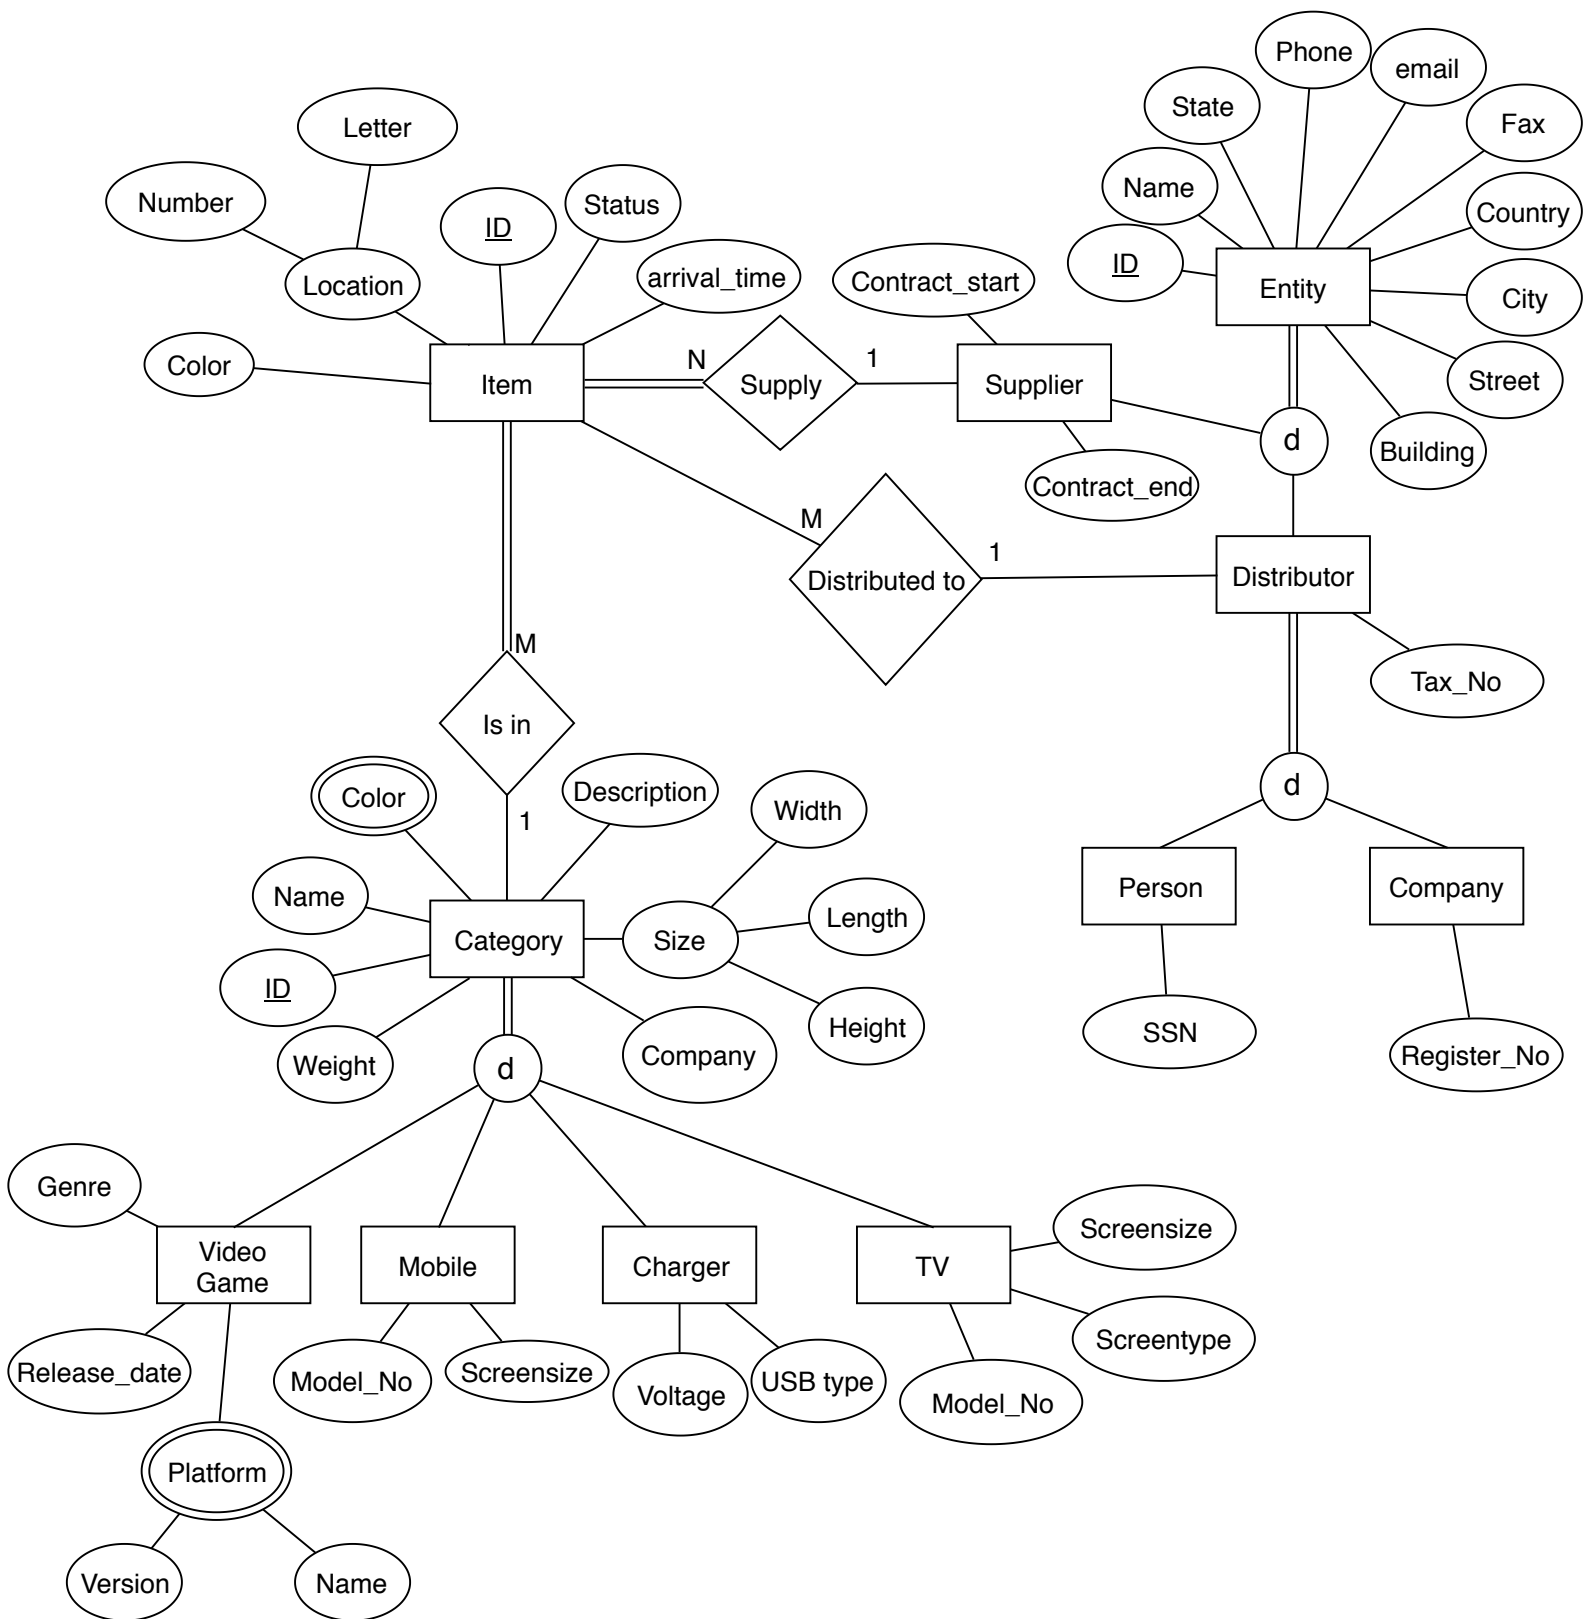 Phone
email
State
Fax
Letter
Name
Number
ID
Status
Country
ID
Location
arrival_time
Contract_start
Entity
City
Color
Item
N
Supply
1
Supplier
Street
d
Building
Contract_end
M
1
Distributed to
Distributor
M
Tax_No
Is in
Color
Description
1
Width
d
Name
Person
Company
Category
Size
Length
ID
Height
SSN
Weight
d
Company
Register_No
Genre
Screensize
Video
Game
Mobile
Charger
TV
Screentype
Release_date
Model_No
Screensize
Voltage
USB type
Model_No
Platform
Version
Name